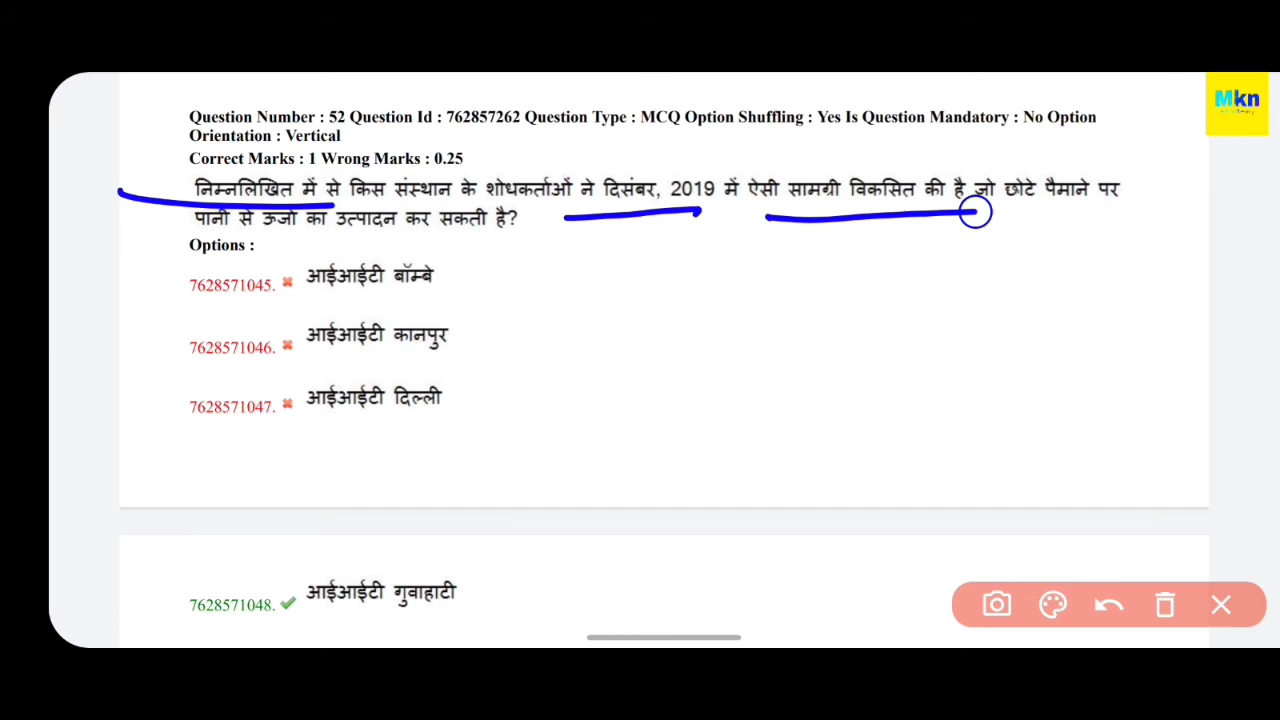 Mkn
Question Number : 52 Question Id : 762857262 Question Type : MCQ Option Shuffling : Yes Is Question Mandatory : No Option
Orientation : Vertical
Correct Marks : 1 Wrong Marks : 0.25
निम्नलिखित में से किस संस्थान के शोधकर्ताओं ने दिसंबर, 2019 में ऐसी सामग्री विकसित की है जो छोटे पैमाने पर
पानी से ऊर्जा का उत्पादन कर सकती है?
Options :
7628571045. आईआईटी बॉम्बे
7628571046. आईआईटी कानपुर
7628571047. आईआईटी दिल्ली
7628571048. आईआईटी गुवाहाटी